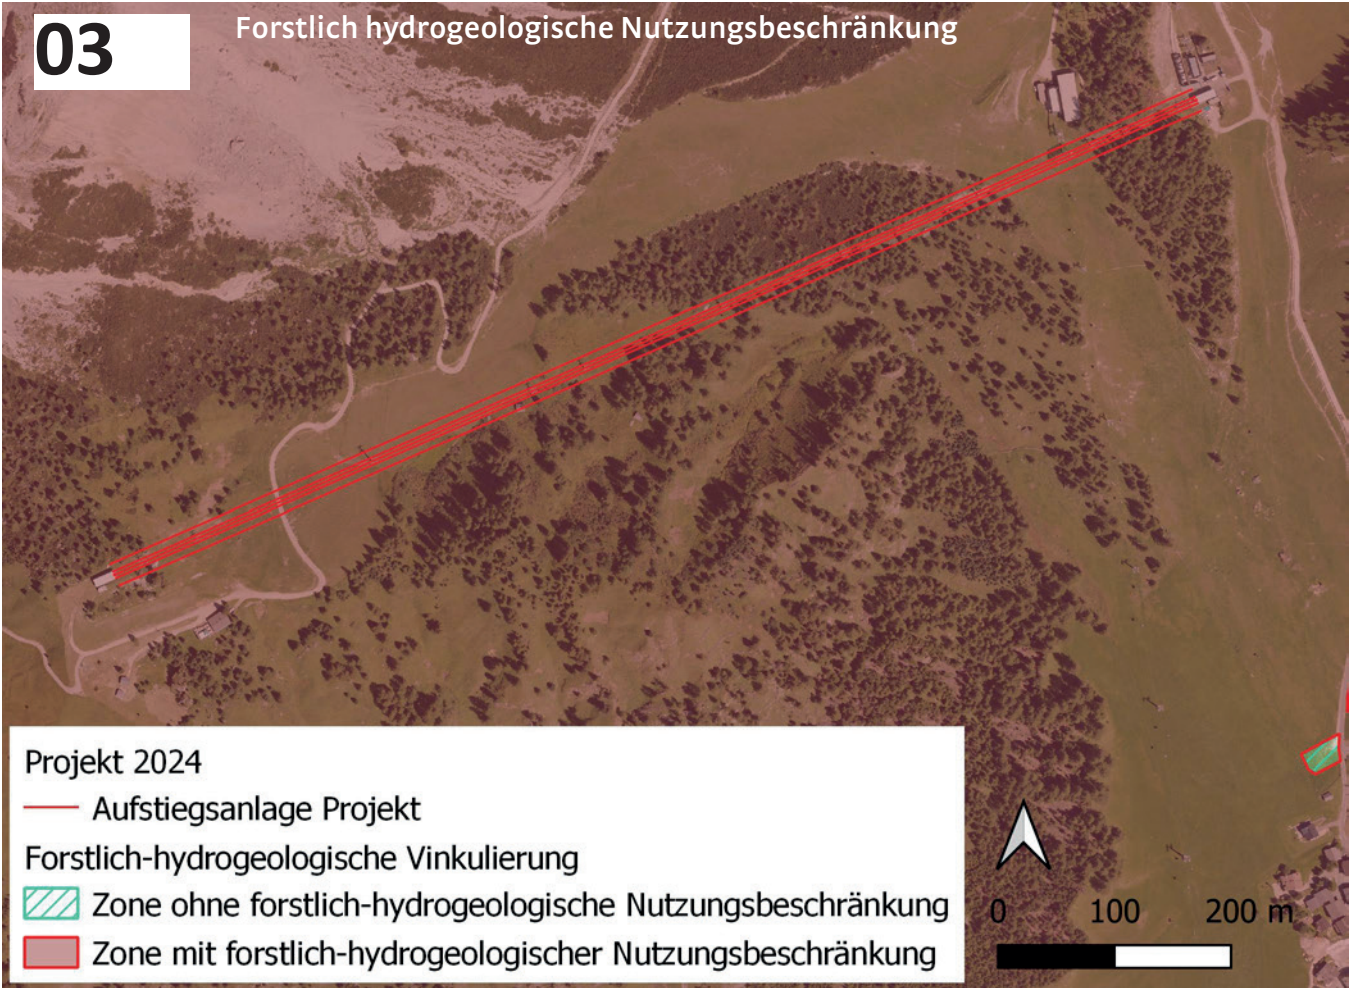 03
Forstlich hydrogeologische Nutzungsbeschränkung
Projekt 2024
Aufstiegsanlage Projekt
Forstlich-hydrogeologische Vinkulierung
Zone ohne forstlich-hydrogeologische Nutzungsbeschränkung
Zone mit forstlich-hydrogeologischer Nutzungsbeschränkung
0 100 200 m